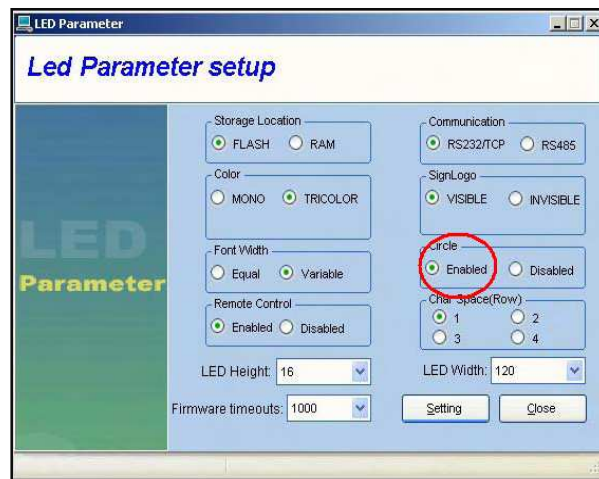 LED Parameter
Led Parameter setup
LED
Parameter
Storage Location
FLASH RAM
Communication
RS232/TCP RS485
Color
MONO TRICOLOR
SignLogo
VISIBLE INVISIBLE
Font Width
Equal Variable
Circle
Enabled Disabled
Remote Control
Enabled Disabled
Char Space(Row)
1 2
3 4
LED Height: 16
LED Width: 120
Firmware timeouts: 1000
Setting Close